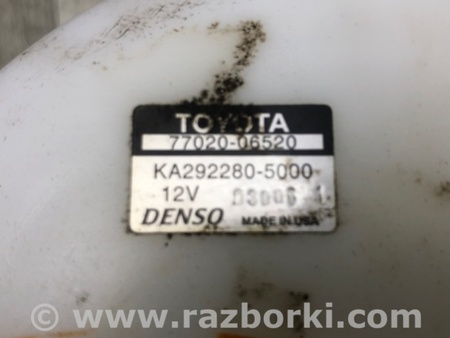 TOYOTA
77020-06520
KA292280-5000
12V
DENSO MADE IN USA
© www.razborki.com